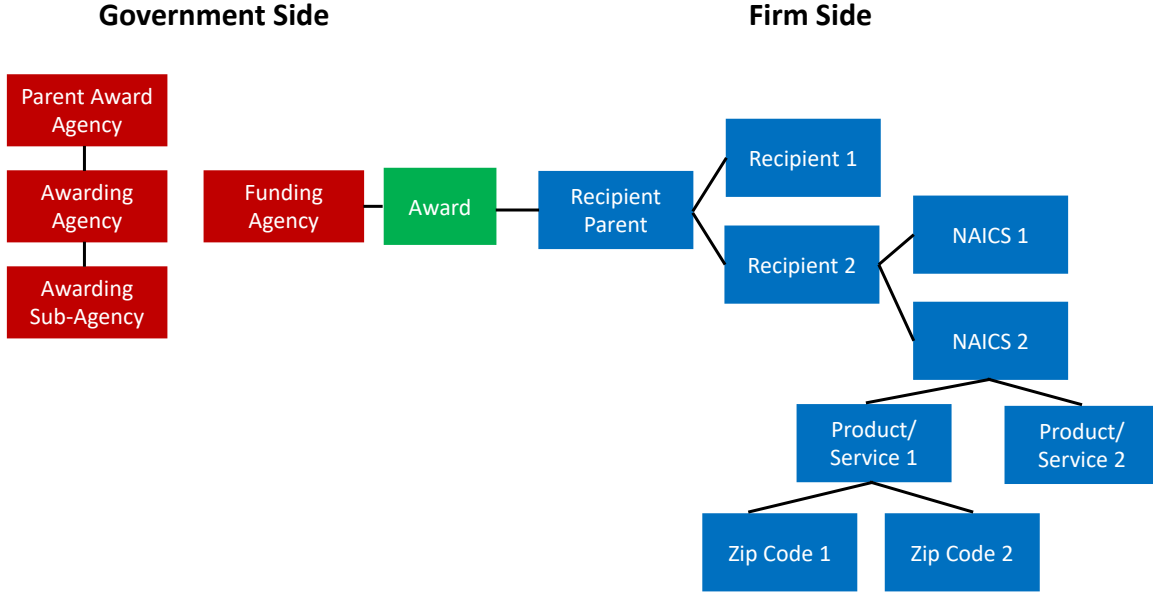 Government Side
Firm Side
Parent Award
Agency
Awarding
Agency
Awarding
Sub-Agency
Funding
Agency
Award
Recipient
Parent
Recipient 1
Recipient 2
NAICS 1
NAICS 2
Product/
Service 1
Product/
Service 2
Zip Code 1
Zip Code 2